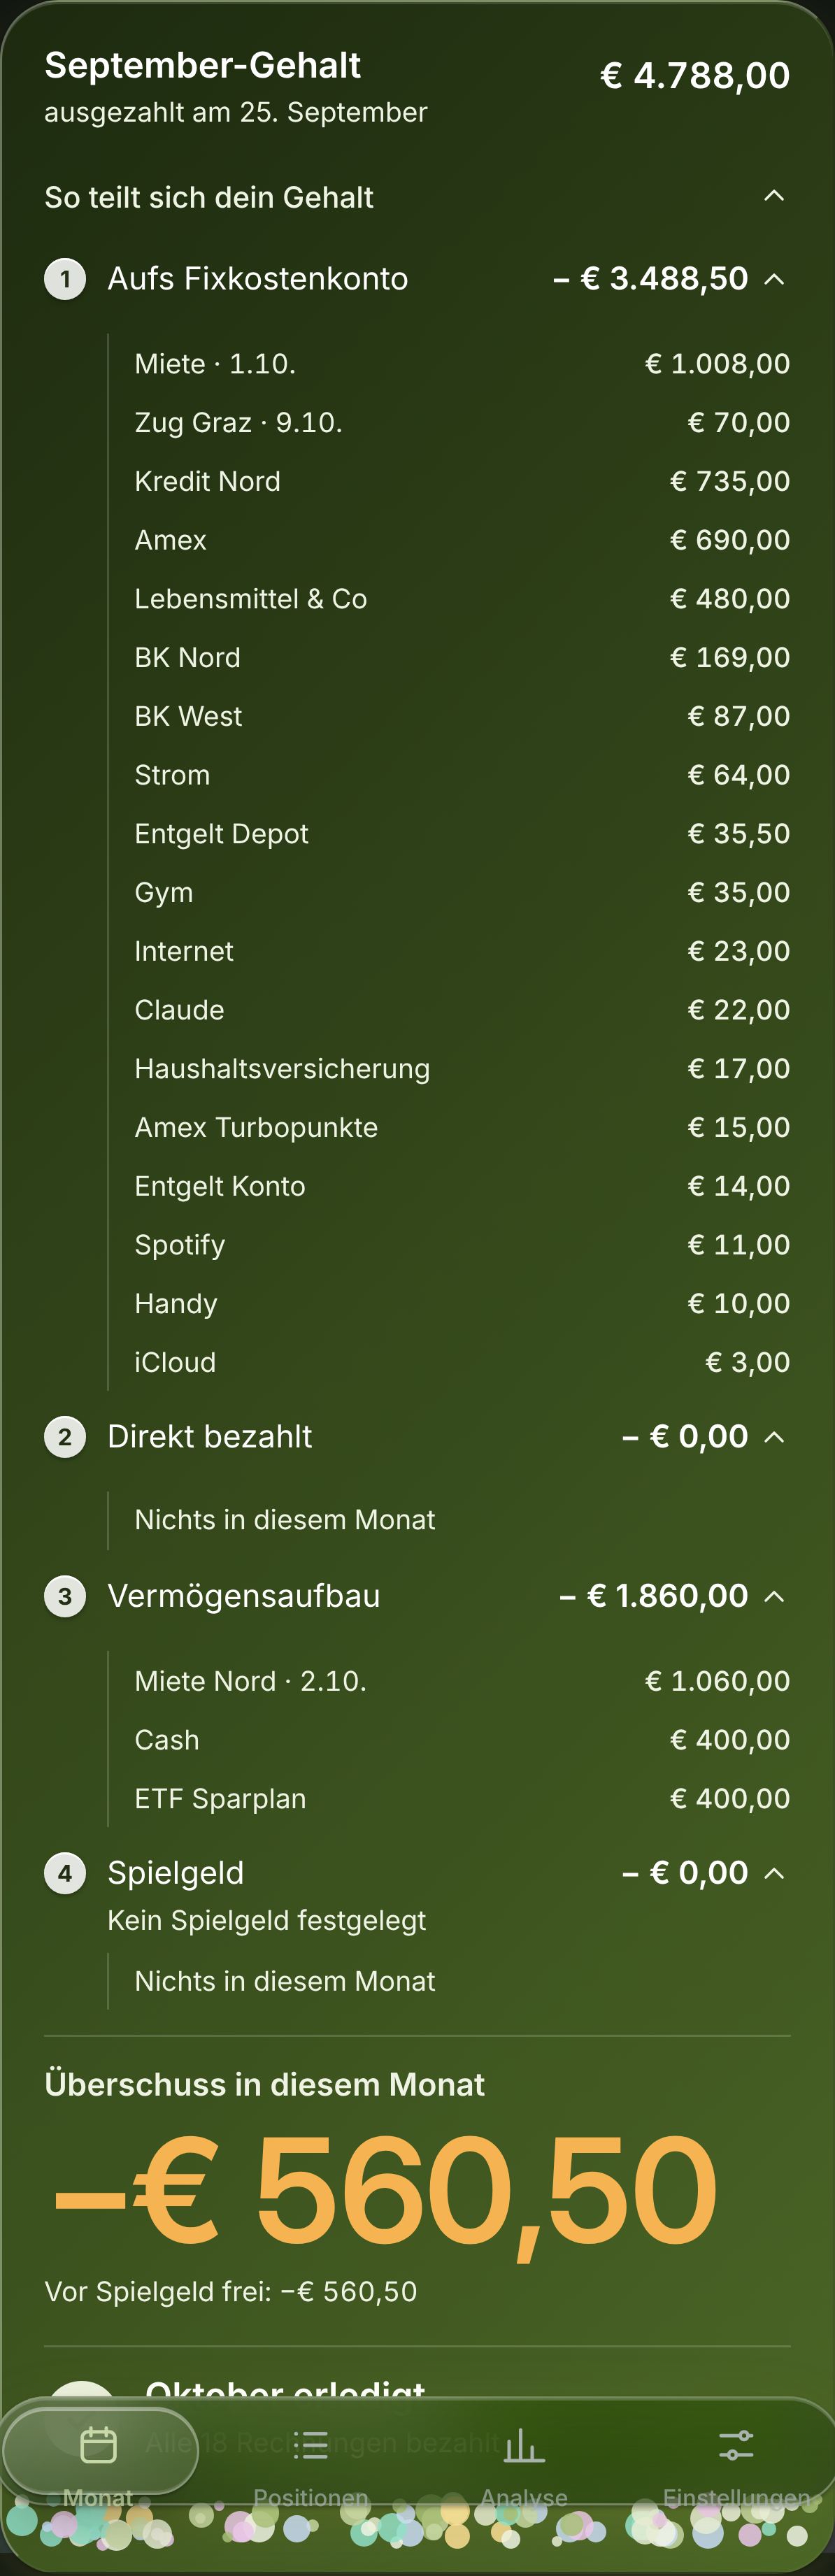 September-Gehalt
€ 4.788,00
ausgezahlt am 25. September
So teilt sich dein Gehalt
1 Aufs Fixkostenkonto – € 3.488,50
Miete · 1.10. € 1.008,00
Zug Graz · 9.10. € 70,00
Kredit Nord € 735,00
Amex € 690,00
Lebensmittel & Co € 480,00
BK Nord € 169,00
BK West € 87,00
Strom € 64,00
Entgelt Depot € 35,50
Gym € 35,00
Internet € 23,00
Claude € 22,00
Haushaltsversicherung € 17,00
Amex Turbopunkte € 15,00
Entgelt Konto € 14,00
Spotify € 11,00
Handy € 10,00
iCloud € 3,00
2 Direkt bezahlt – € 0,00
Nichts in diesem Monat
3 Vermögensaufbau – € 1.860,00
Miete Nord · 2.10. € 1.060,00
Cash € 400,00
ETF Sparplan € 400,00
4 Spielgeld – € 0,00
Kein Spielgeld festgelegt
Nichts in diesem Monat
Überschuss in diesem Monat
–€ 560,50
Vor Spielgeld frei: −€ 560,50
Oktober erledigt
Alle 18 Rechnungen bezahlt
Monat Positionen Analyse Einstellungen